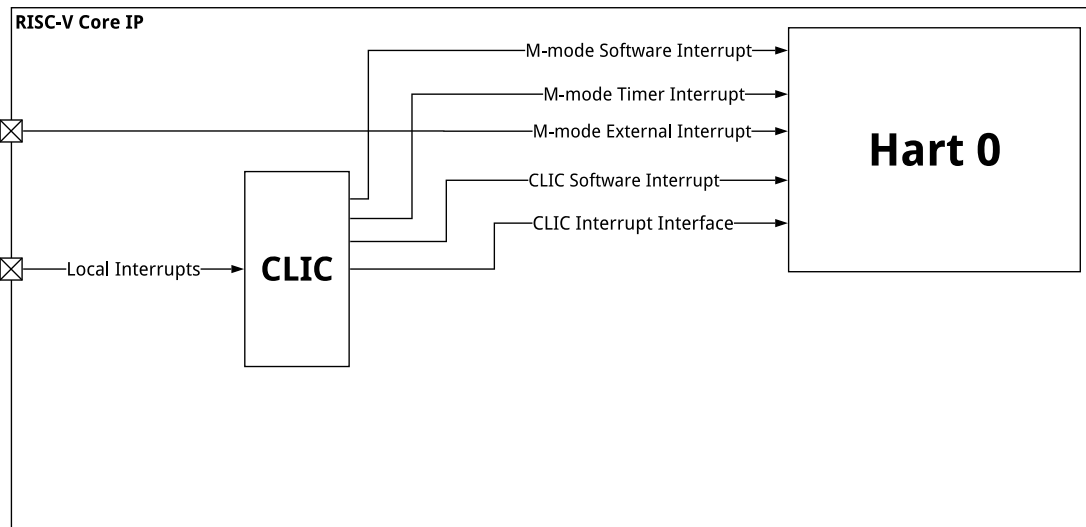 RISC-V Core IP
M-mode Software Interrupt
M-mode Timer Interrupt
M-mode External Interrupt
Hart 0
CLIC Software Interrupt
CLIC Interrupt Interface
Local Interrupts
CLIC